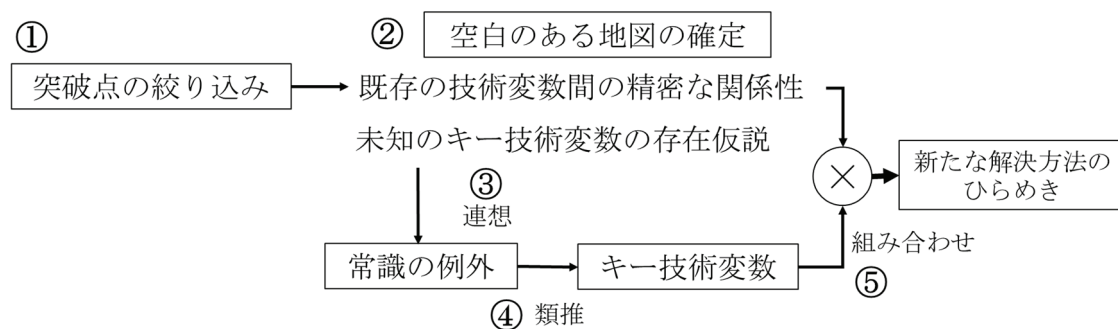 ①
② 空白のある地図の確定
突破点の絞り込み
既存の技術変数間の精密な関係性
未知のキー技術変数の存在仮説
③
連想
常識の例外
④ 類推
キー技術変数
組み合わせ
⑤
×
新たな解決方法の
ひらめき